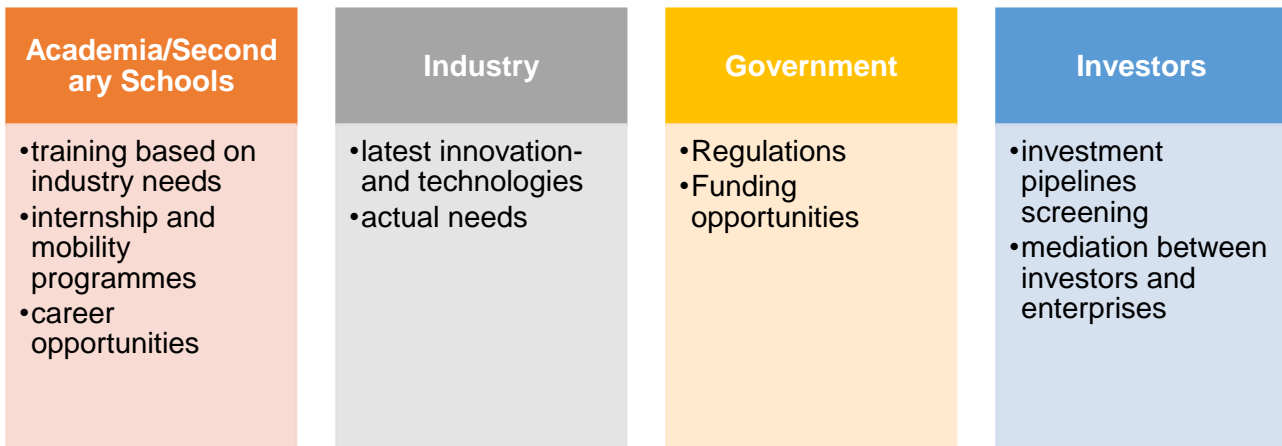 Academia/Second
ary Schools
•training based on
industry needs
•internship and
mobility
programmes
•career
opportunities
Industry
•latest innovation-
and technologies
•actual needs
Government
•Regulations
•Funding
opportunities
Investors
•investment
pipelines
screening
•mediation between
investors and
enterprises